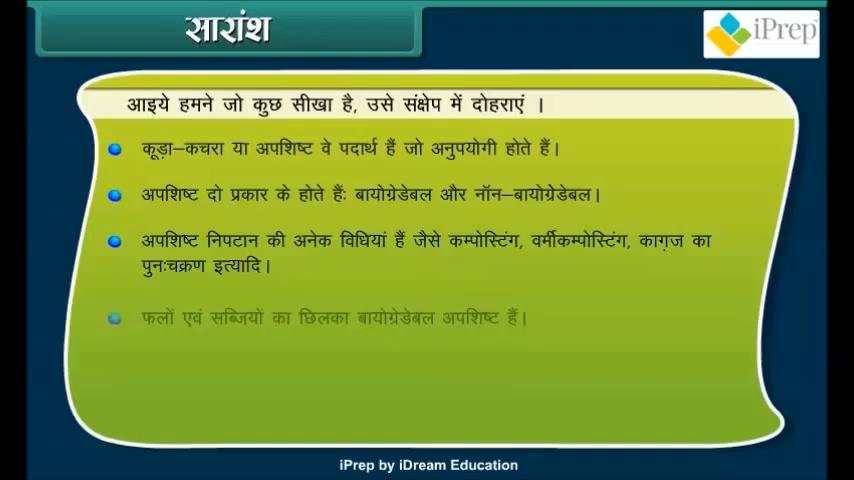 सारांश
iPrep
आइये हमने जो कुछ सीखा है, उसे संक्षेप में दोहराएं ।
कूड़ा–कचरा या अपशिष्ट वे पदार्थ हैं जो अनुपयोगी होते हैं।
अपशिष्ट दो प्रकार के होते हैंः बायोग्रेडेबल और नॉन–बायोग्रेडेबल।
अपशिष्ट निपटान की अनेक विधियां हैं जैसे कम्पोस्टिंग, वर्मीकम्पोस्टिंग, काग़ज का
पुनःचक्रण इत्यादि।
फलों एवं सब्जियों का छिलका बायोग्रेडेबल अपशिष्ट हैं।
iPrep by iDream Education